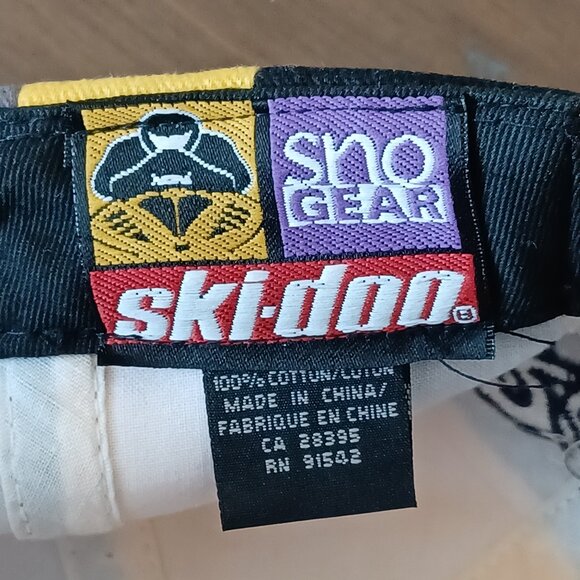 sno
GEAR
ski-doo
®
100% COTTON/COTON
MADE IN CHINA/
FABRIQUE EN CHINE
CA 28395
RN 91542